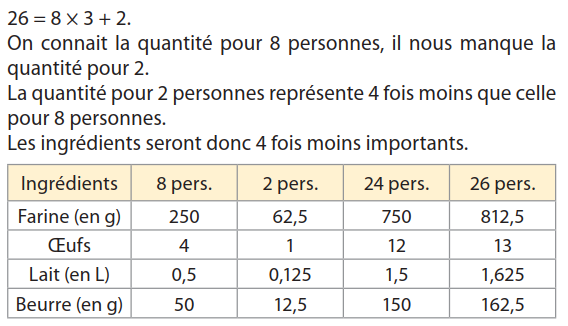 26 = 8 × 3 + 2.
On connait la quantité pour 8 personnes, il nous manque la
quantité pour 2.
La quantité pour 2 personnes représente 4 fois moins que celle
pour 8 personnes.
Les ingrédients seront donc 4 fois moins importants.
Ingrédients 8 pers. 2 pers. 24 pers. 26 pers.
Farine (en g) 250 62,5 750 812,5
Œufs 4 1 12 13
Lait (en L) 0,5 0,125 1,5 1,625
Beurre (en g) 50 12,5 150 162,5